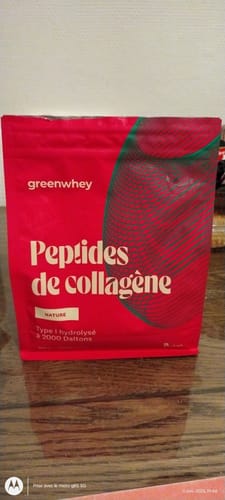 greenwhey
Peptides
de collagène
NATURE
Type I hydrolysé
à 2000 Daltons